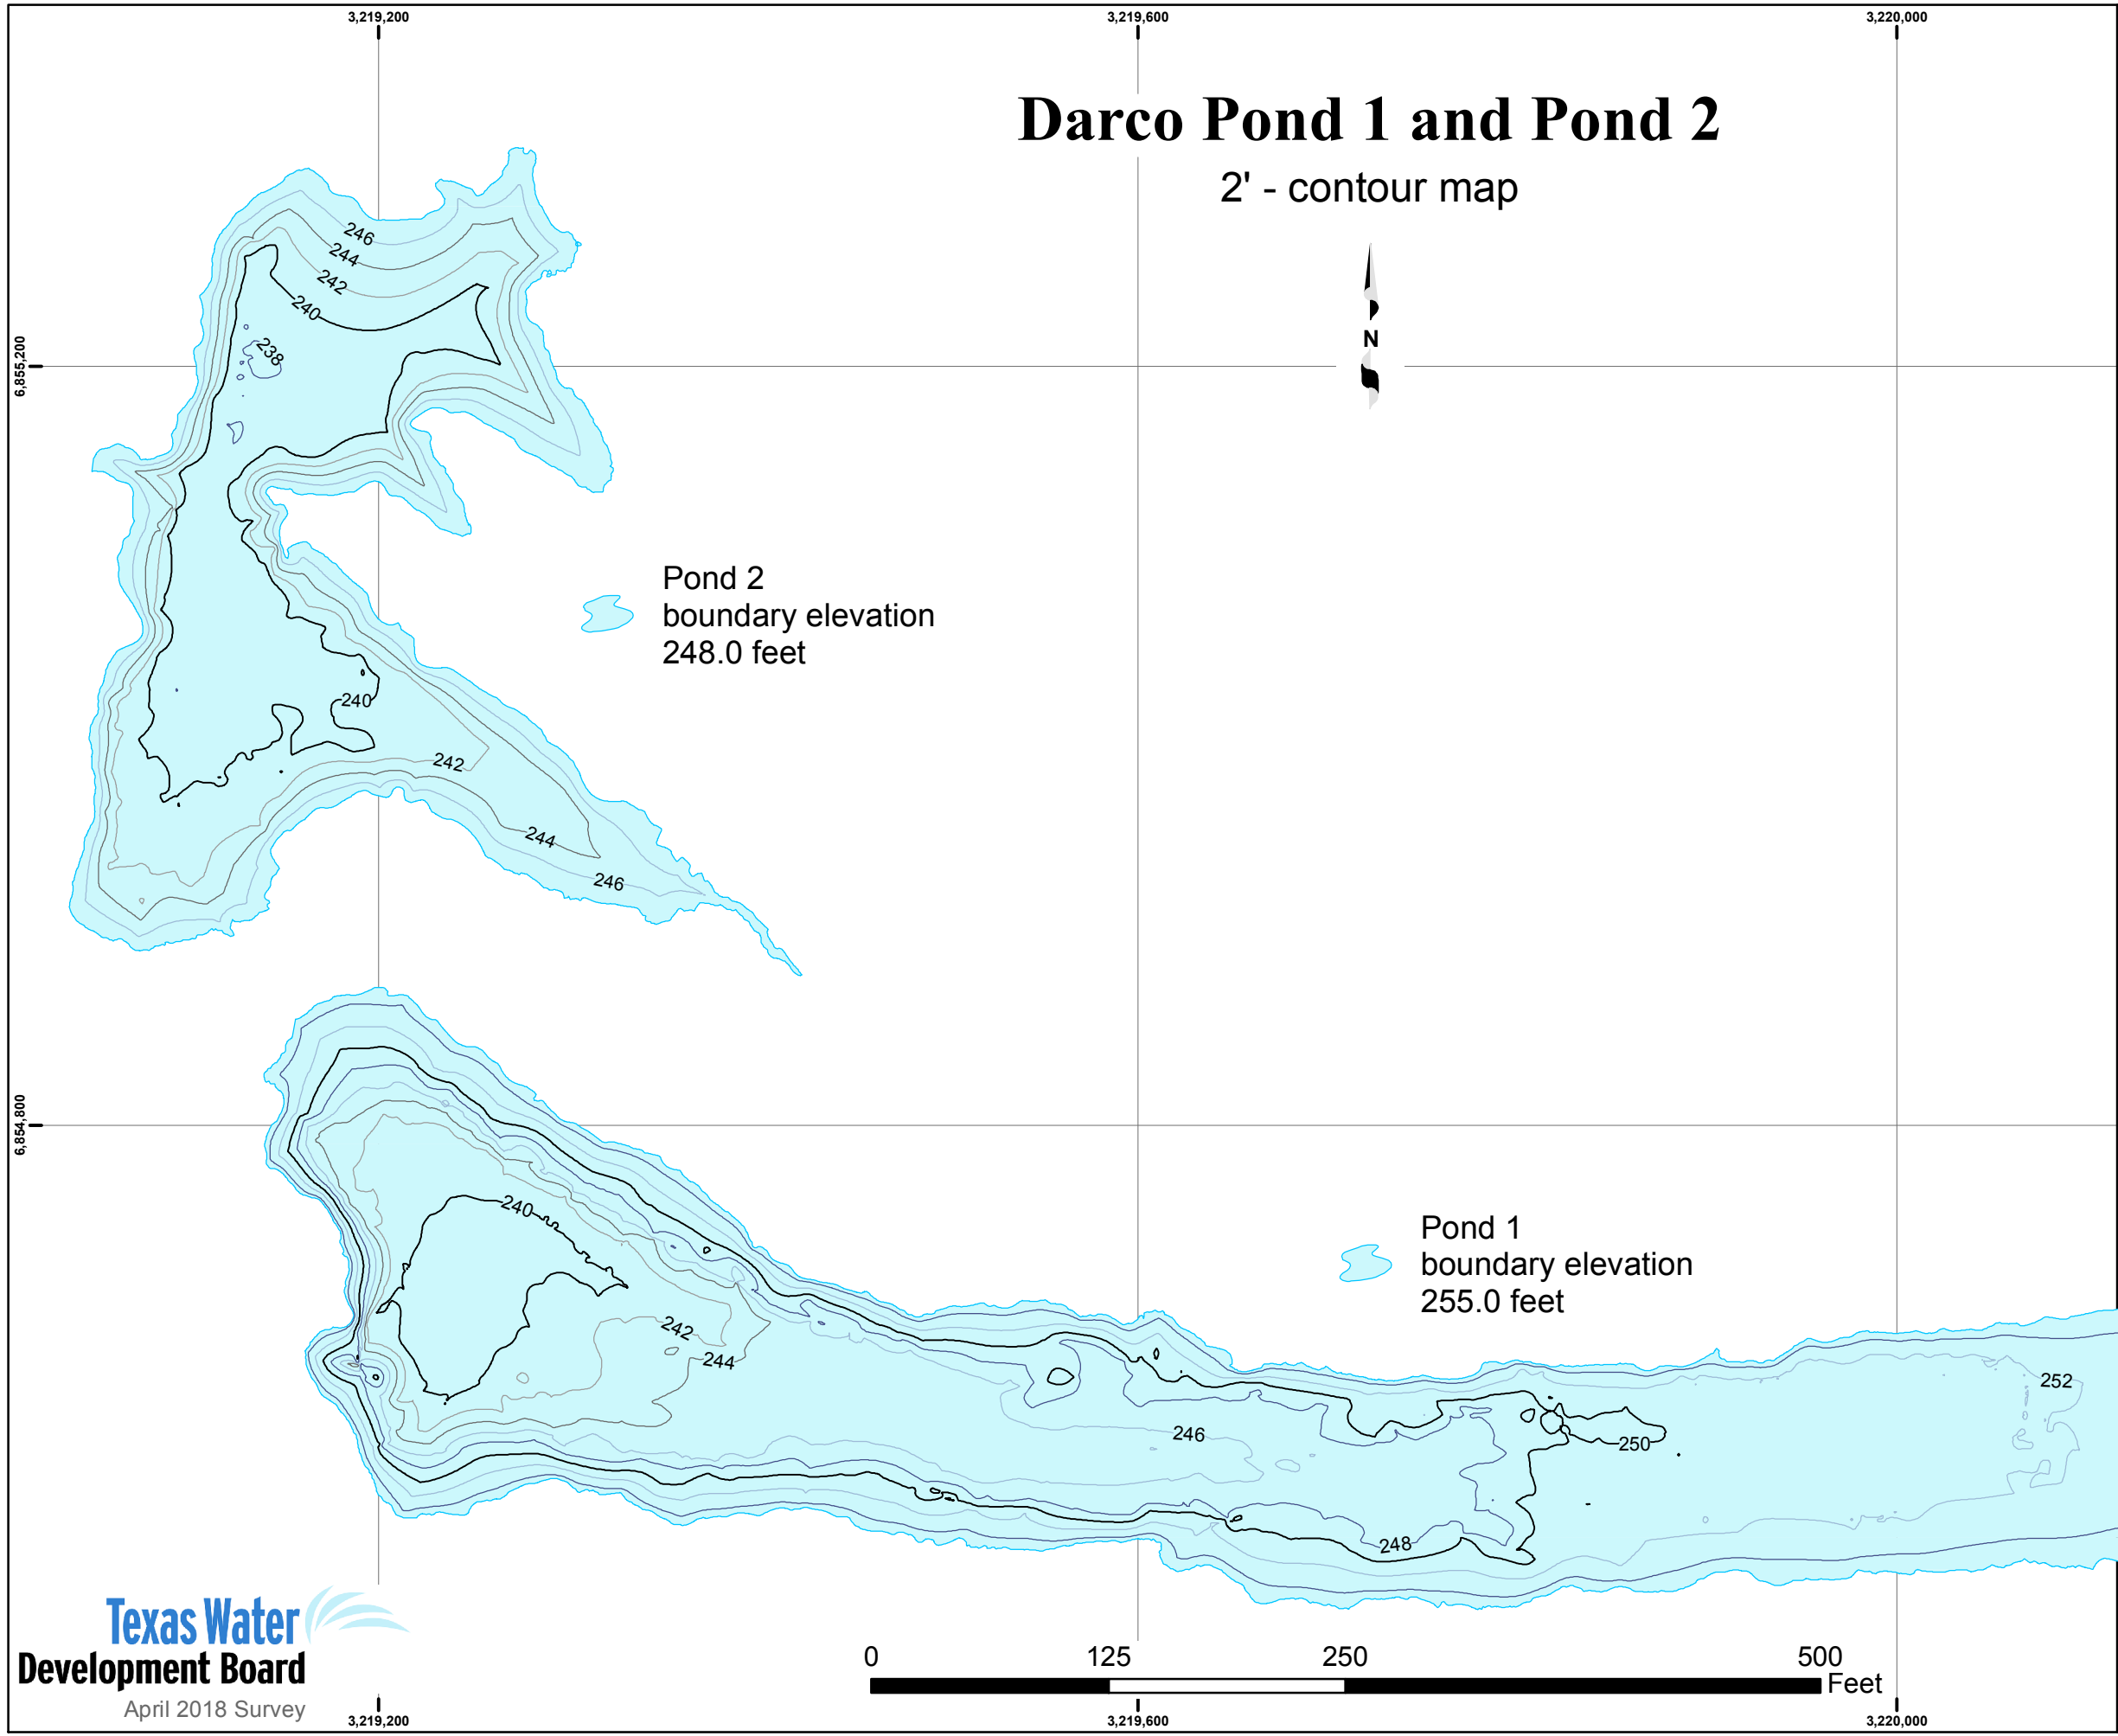 3,219,200
3,219,600
3,220,000
Darco Pond 1 and Pond 2
2' - contour map
N
246
244
242
240
238
6,855,200
Pond 2
boundary elevation
248.0 feet
240
242
244
246
6,854,800
240
242
244
Pond 1
boundary elevation
255.0 feet
252
246
250
248
Texas Water
Development Board
April 2018 Survey
0 125 250 500
Feet
3,219,200
3,219,600
3,220,000